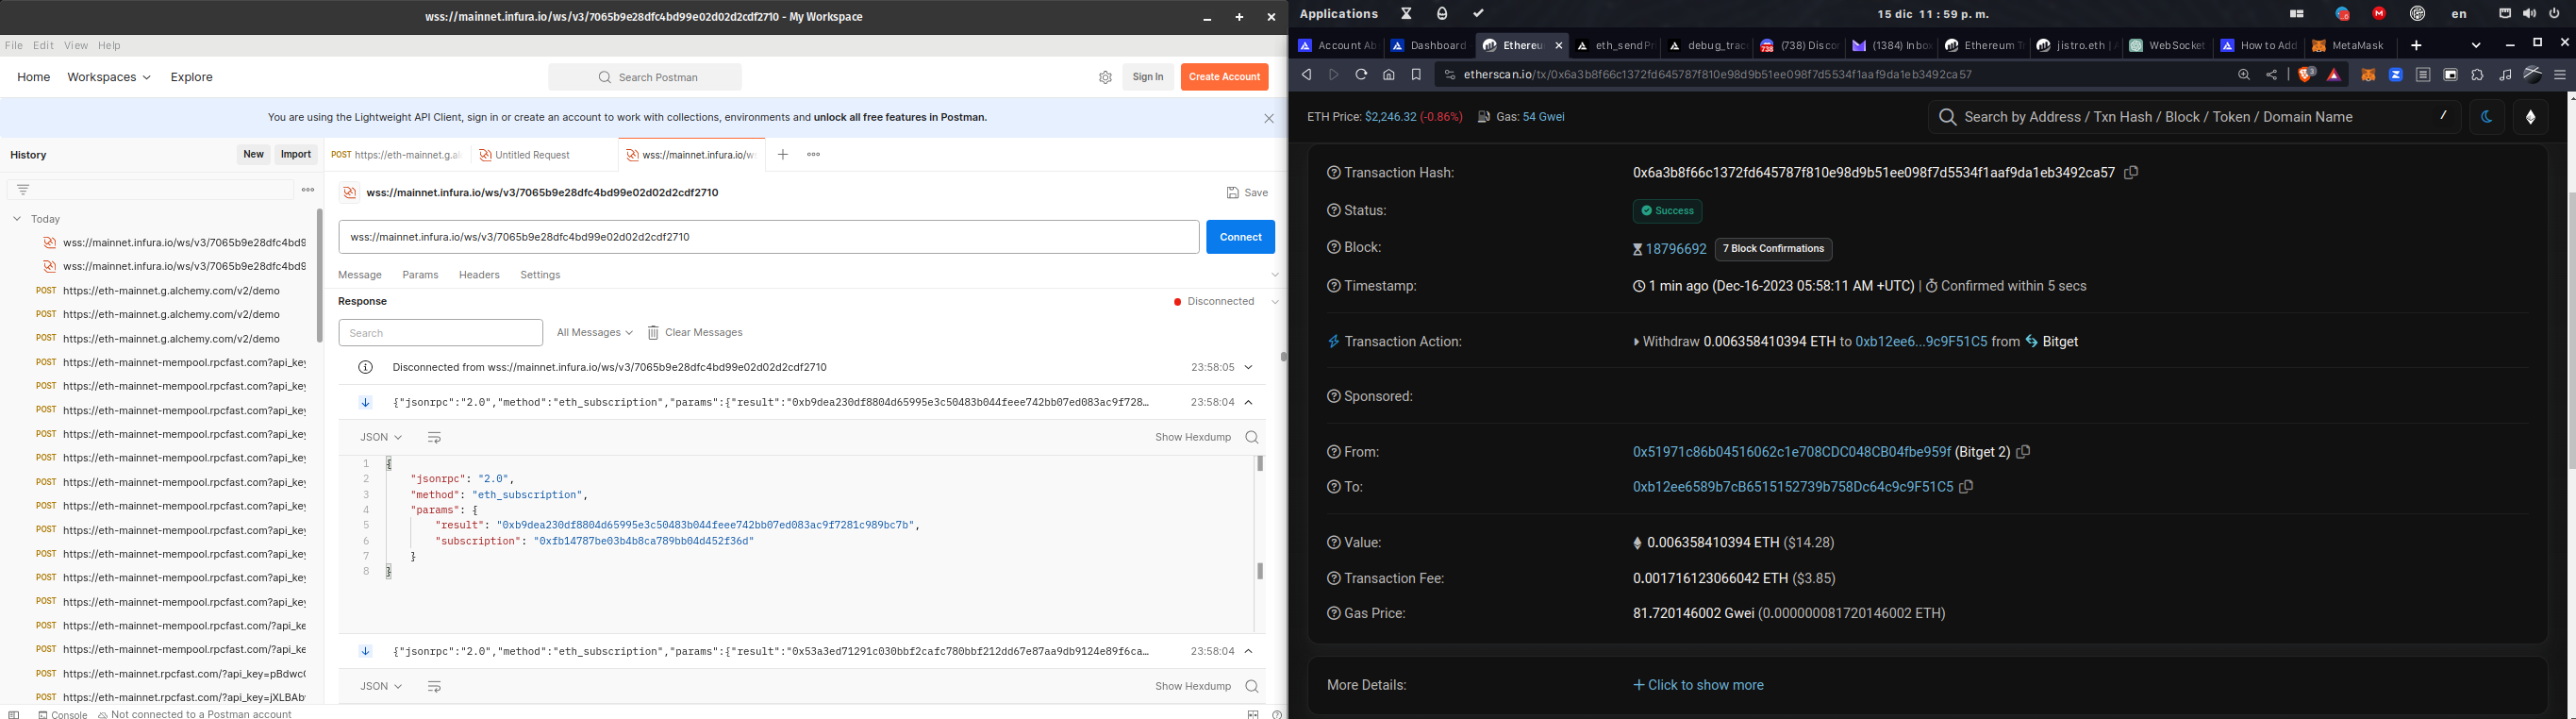 wss://mainnet.infura.io/ws/v3/7065b9e28dfc4bd99e02d02d2cdf2710 - My Workspace
File Edit View Help
Home Workspaces Explore
Search Postman
Sign In
Create Account
You are using the Lightweight API Client, sign in or create an account to work with collections, environments and unlock all free features in Postman.
History
New
Import
POST https://eth-mainnet.g.al
Untitled Request
wss://mainnet.infura.io/w
wss://mainnet.infura.io/ws/v3/7065b9e28dfc4bd99e02d02d2cdf2710
Save
Today
wss://mainnet.infura.io/ws/v3/7065b9e28dfc4bd9
wss://mainnet.infura.io/ws/v3/7065b9e28dfc4bd9
POST https://eth-mainnet.g.alchemy.com/v2/demo
POST https://eth-mainnet.g.alchemy.com/v2/demo
POST https://eth-mainnet.g.alchemy.com/v2/demo
POST https://eth-mainnet-mempool.rpcfast.com?api_key
POST https://eth-mainnet-mempool.rpcfast.com?api_key
POST https://eth-mainnet-mempool.rpcfast.com?api_key
POST https://eth-mainnet-mempool.rpcfast.com?api_key
POST https://eth-mainnet-mempool.rpcfast.com?api_key
POST https://eth-mainnet-mempool.rpcfast.com?api_key
POST https://eth-mainnet-mempool.rpcfast.com?api_key
POST https://eth-mainnet-mempool.rpcfast.com?api_key
POST https://eth-mainnet-mempool.rpcfast.com?api_key
POST https://eth-mainnet-mempool.rpcfast.com?api_key
POST https://eth-mainnet-mempool.rpcfast.com?api_key
POST https://eth-mainnet-mempool.rpcfast.com/?api_ke
POST https://eth-mainnet-mempool.rpcfast.com/?api_ke
POST https://eth-mainnet.rpcfast.com/?api_key=pBdwc
POST https://eth-mainnet.rpcfast.com/?api_key=jXLBAb
wss://mainnet.infura.io/ws/v3/7065b9e28dfc4bd99e02d02d2cdf2710
Connect
Message Params Headers Settings
Response
Disconnected
Search
All Messages
Clear Messages
Disconnected from wss://mainnet.infura.io/ws/v3/7065b9e28dfc4bd99e02d02d2cdf2710 23:58:05
{"jsonrpc":"2.0","method":"eth_subscription","params":{"result":"0xb9dea230df8804d65995e3c50483b044feee742bb07ed083ac9f728… 23:58:04
JSON
Show Hexdump
1 {
2 "jsonrpc": "2.0",
3 "method": "eth_subscription",
4 "params": {
5 "result": "0xb9dea230df8804d65995e3c50483b044feee742bb07ed083ac9f7281c989bc7b",
6 "subscription": "0xfb14787be03b4b8ca789bb04d452f36d"
7 }
8 }
{"jsonrpc":"2.0","method":"eth_subscription","params":{"result":"0x53a3ed71291c030bbf2cafc780bbf212dd67e87aa9db9124e89f6ca… 23:58:04
JSON
Show Hexdump
Console Not connected to a Postman account
Applications
15 dic 11 : 59 p. m.
en
Account Ab
Dashboard
Ethereu
eth_sendP
debug_trac
(738) Disco
(1384) Inbo
Ethereum T
jistro.eth |
WebSocket
How to Add
MetaMask
etherscan.io/tx/0x6a3b8f66c1372fd645787f810e98d9b51ee098f7d5534f1aaf9da1eb3492ca57
ETH Price: $2,246.32 (-0.86%) Gas: 54 Gwei
Search by Address / Txn Hash / Block / Token / Domain Name
/
Transaction Hash: 0x6a3b8f66c1372fd645787f810e98d9b51ee098f7d5534f1aaf9da1eb3492ca57
Status: Success
Block: 18796692 7 Block Confirmations
Timestamp: 1 min ago (Dec-16-2023 05:58:11 AM +UTC) | Confirmed within 5 secs
Transaction Action: Withdraw 0.006358410394 ETH to 0xb12ee6...9c9F51C5 from Bitget
Sponsored:
From: 0x51971c86b04516062c1e708CDC048CB04fbe959f (Bitget 2)
To: 0xb12ee6589b7cB6515152739b758Dc64c9c9F51C5
Value: 0.006358410394 ETH ($14.28)
Transaction Fee: 0.001716123066042 ETH ($3.85)
Gas Price: 81.720146002 Gwei (0.000000081720146002 ETH)
More Details: + Click to show more